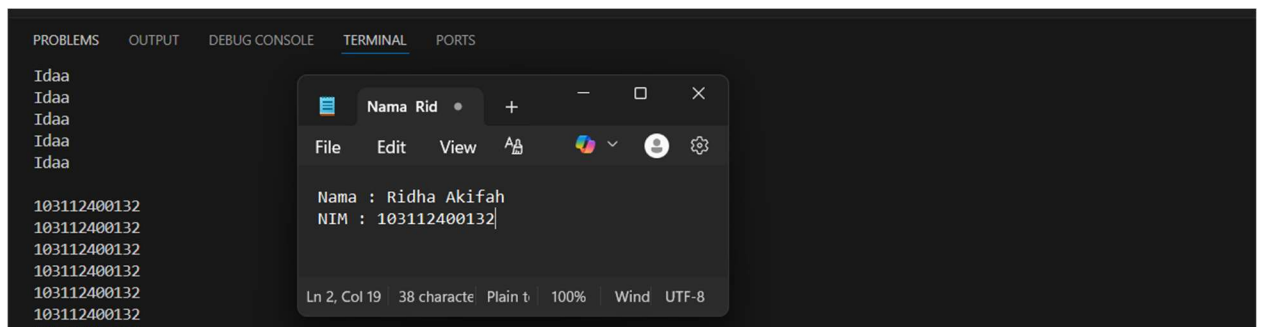 PROBLEMS OUTPUT DEBUG CONSOLE TERMINAL PORTS
Idaa
Idaa
Idaa
Idaa
Idaa
103112400132
103112400132
103112400132
103112400132
103112400132
103112400132
Nama Rid
File Edit View
Nama : Ridha Akifah
NIM : 103112400132
Ln 2, Col 19 38 characte Plain t 100% Wind UTF-8